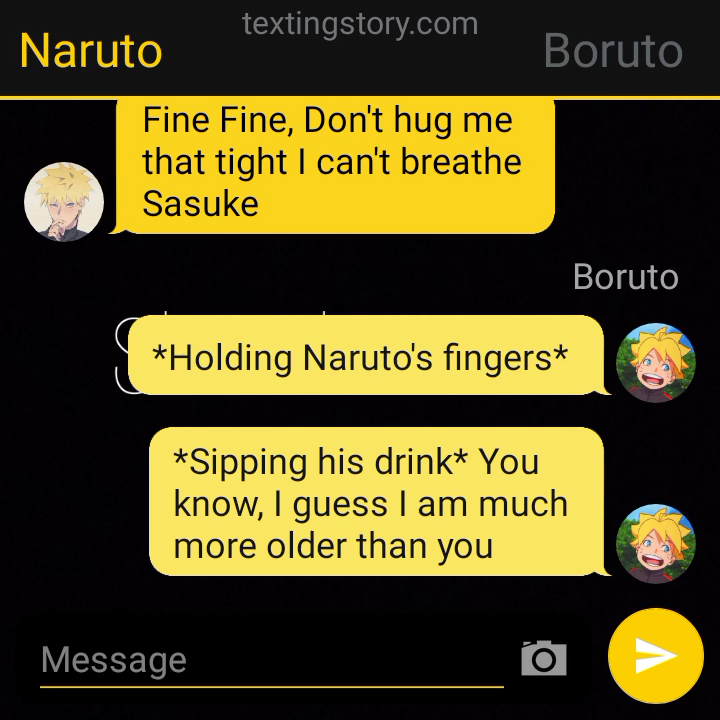 textingstory.com
Naruto
Boruto
Fine Fine, Don't hug me
that tight I can't breathe
Sasuke
Boruto
*Holding Naruto's fingers*
*Sipping his drink* You
know, I guess I am much
more older than you
Message